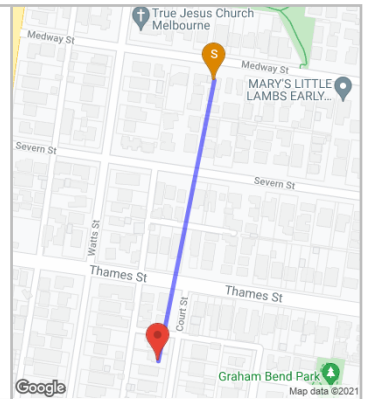 True Jesus Church
Melbourne
Medway St
S
Medway St
MARY'S LITTLE
LAMBS EARLY...
Severn St
Severn St
Watts St
Thames St
Thames St
Court St
Graham Bend Park
Google
Map data ©2021